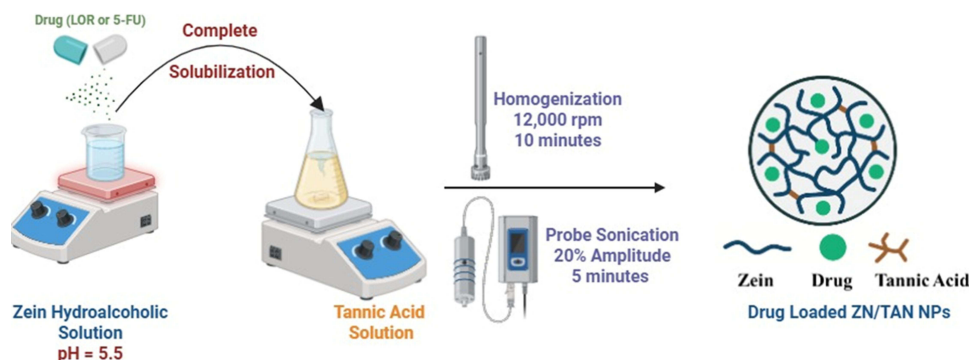 Drug (LOR or 5-FU)
Complete
Solubilization
Zein Hydroalcoholic
Solution
pH = 5.5
Tannic Acid
Solution
Homogenization
12,000 rpm
10 minutes
Probe Sonication
20% Amplitude
5 minutes
Zein
Drug
Tannic Acid
Drug Loaded ZN/TAN NPs